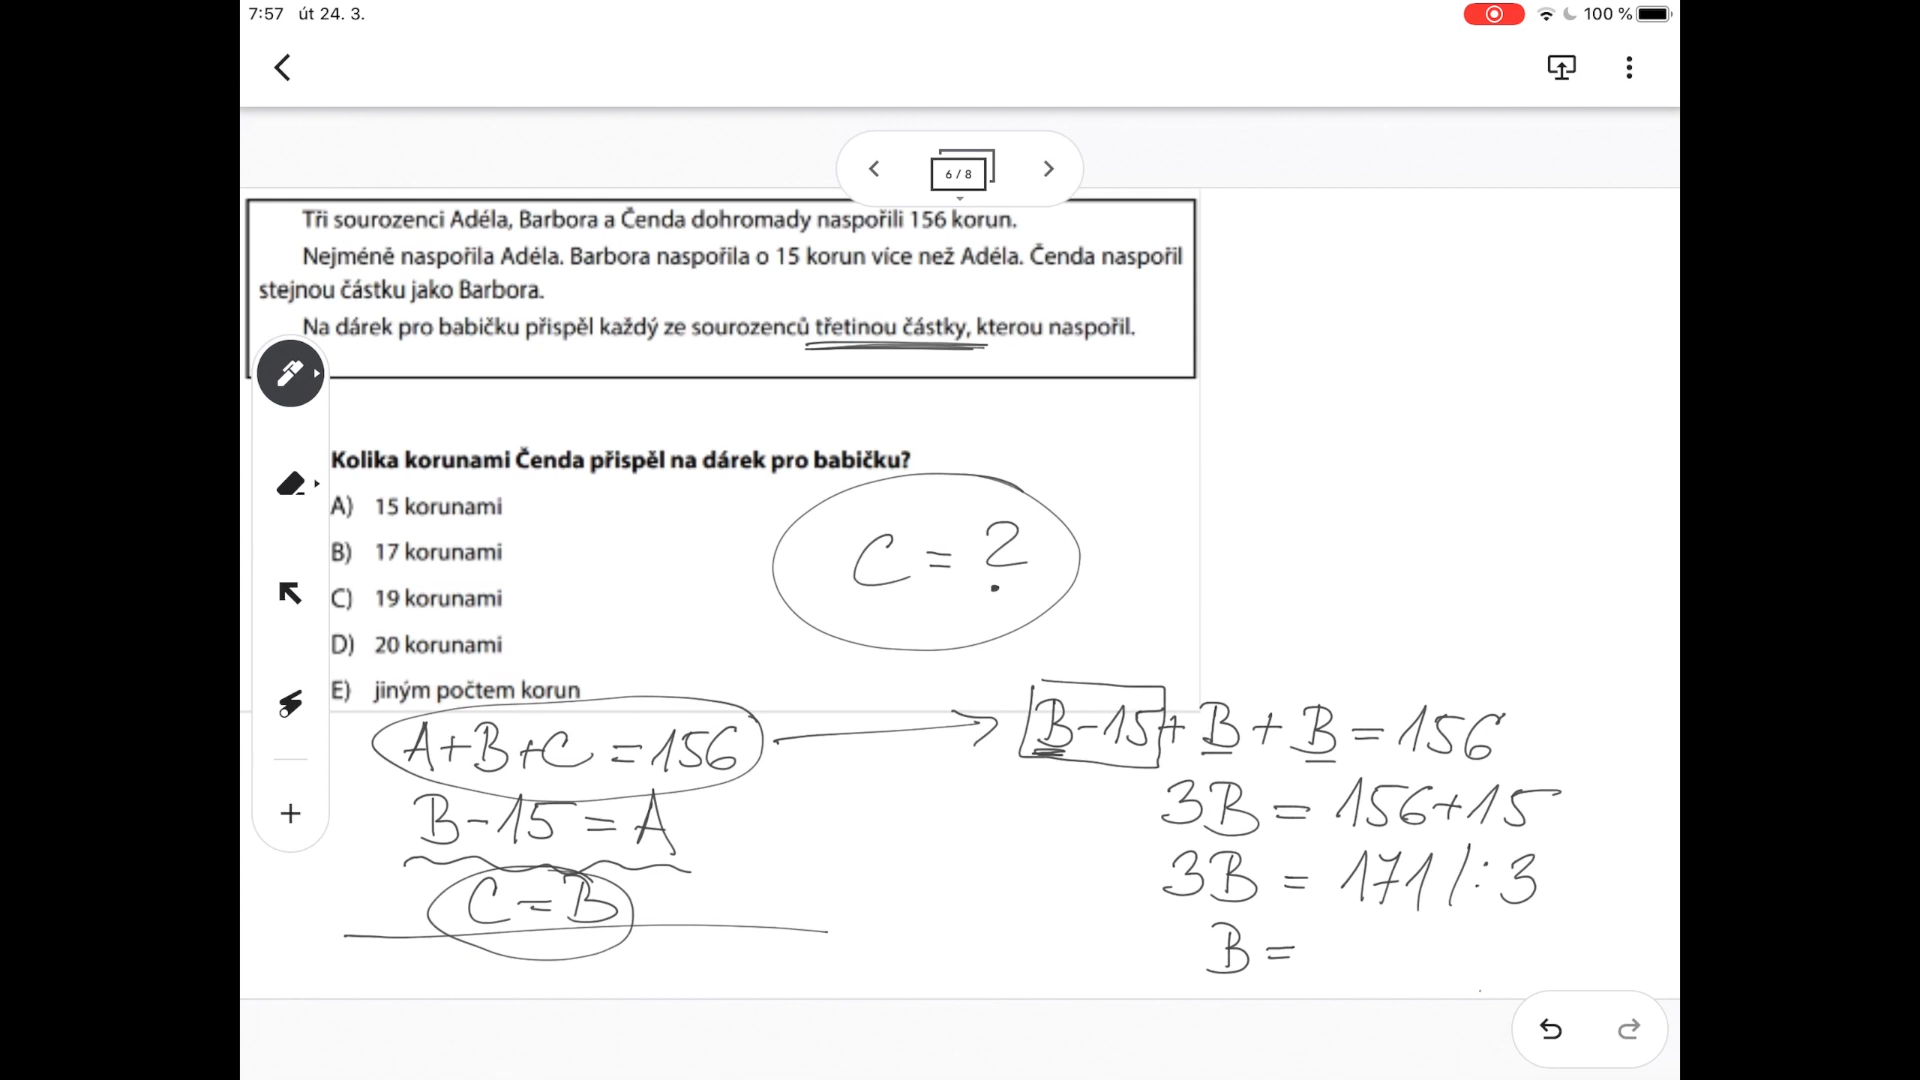 7:57 út 24. 3.
100 %
6 / 8
Tři sourozenci Adéla, Barbora a Čenda dohromady naspořili 156 korun.
Nejméně naspořila Adéla. Barbora naspořila o 15 korun více než Adéla. Čenda naspořil
stejnou částku jako Barbora.
Na dárek pro babičku přispěl každý ze sourozenců třetinou částky, kterou naspořil.
Kolika korunami Čenda přispěl na dárek pro babičku?
A) 15 korunami
B) 17 korunami
C) 19 korunami
D) 20 korunami
E) jiným počtem korun
C = ?
A+B+C = 156
B-15 = A
C = B
B-15 + B + B = 156
3B = 156+15
3B = 171 /: 3
B =